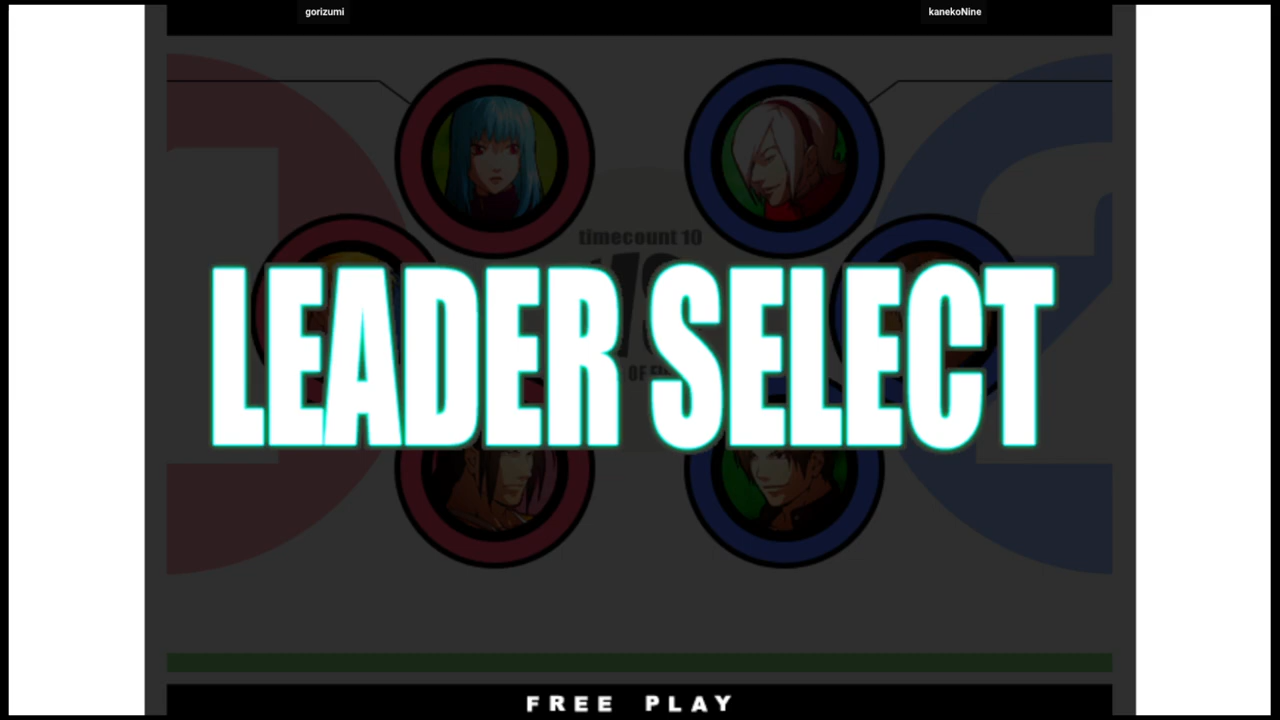 gorizumi
kanekoNine
timecount 10
LEADER SELECT
FREE PLAY